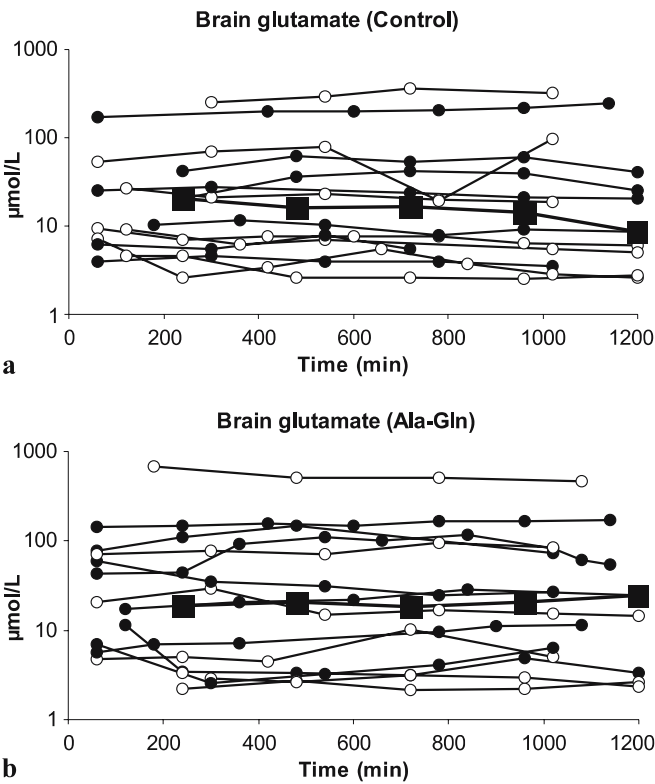 Brain glutamate (Control)
1000
100
10
1
µmol/L
0 200 400 600 800 1000 1200
Time (min)
a
Brain glutamate (Ala-Gln)
1000
100
10
1
µmol/L
0 200 400 600 800 1000 1200
Time (min)
b